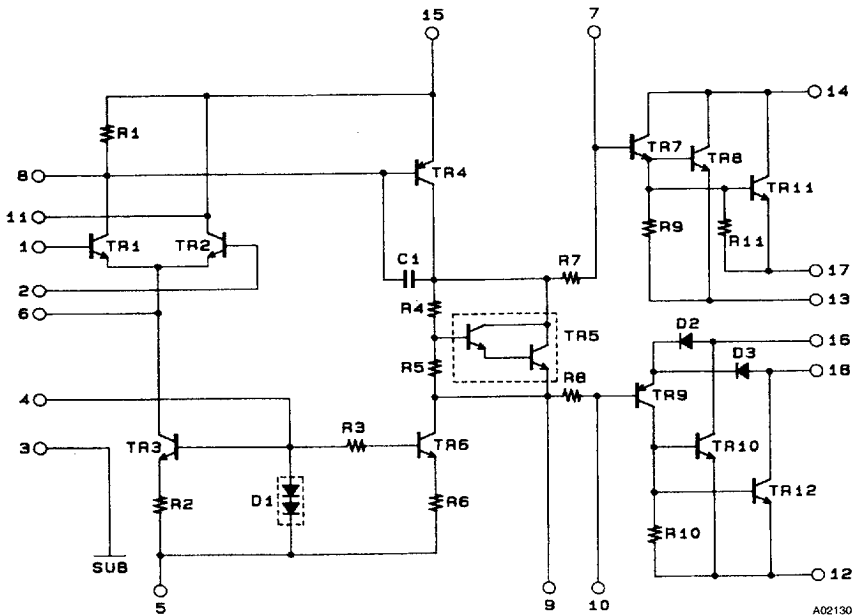 15
7
14
R1
TR7
TR8
8
TR4
TR11
11
R9
R11
1
TR1
TR2
C1
R7
17
2
13
6
R4
D2
16
TR5
D3
R5
R8
18
4
TR9
3
TR3
R3
TR6
TR10
TR12
R2
D1
R6
R10
SUB
12
5
9
10
A02130